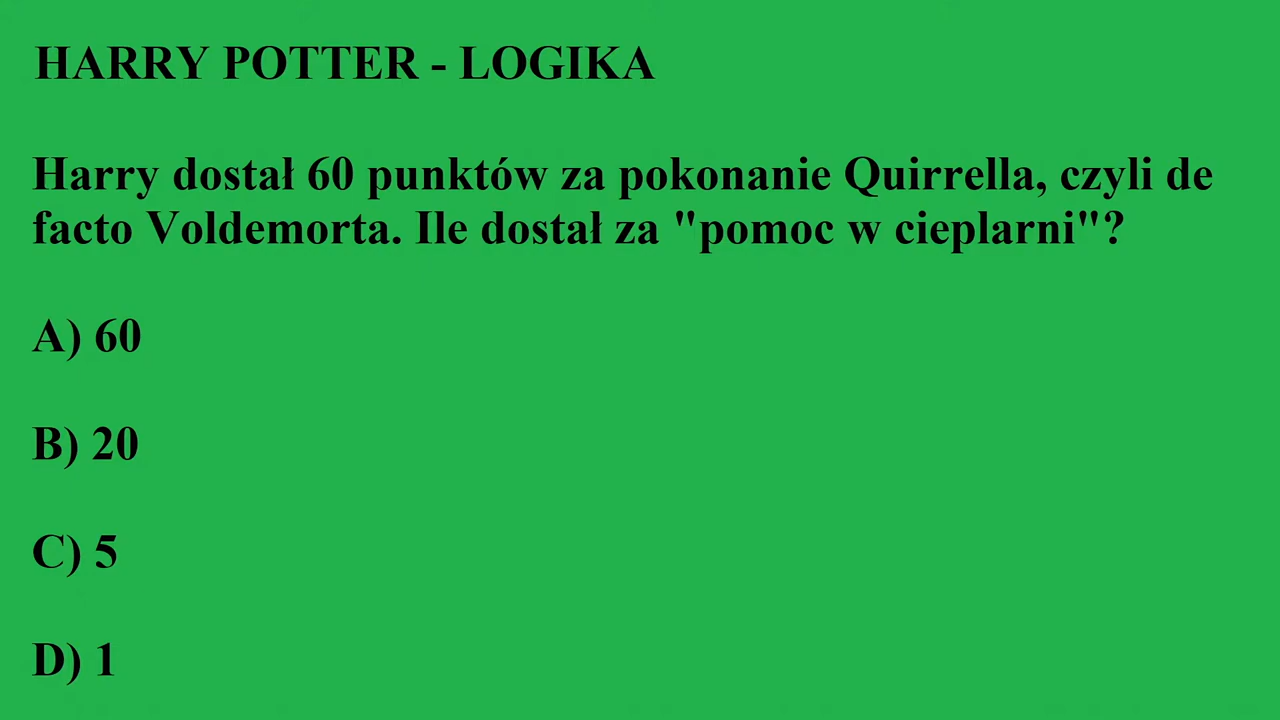 HARRY POTTER - LOGIKA
Harry dostał 60 punktów za pokonanie Quirrella, czyli de
facto Voldemorta. Ile dostał za "pomoc w cieplarni"?
A) 60
B) 20
C) 5
D) 1